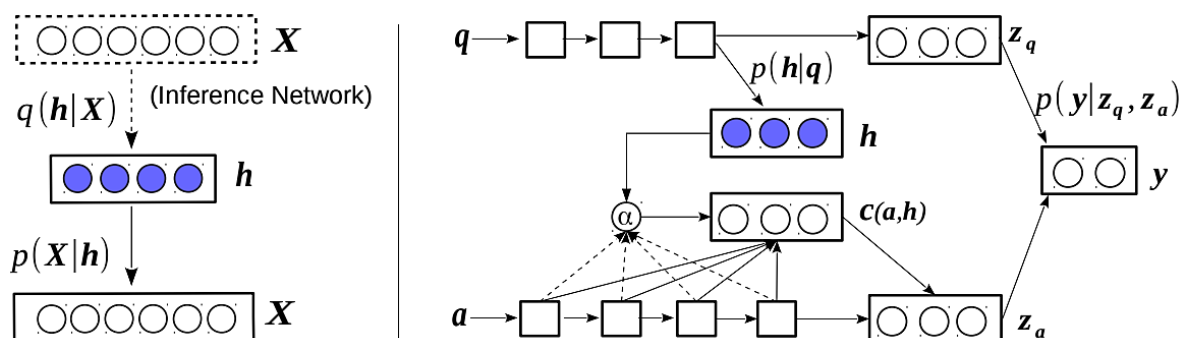 X
q(h|X)
(Inference Network)
h
p(X|h)
X
q
z_q
p(h|q)
p(y|z_q, z_a)
h
y
α
c(a,h)
a
z_a